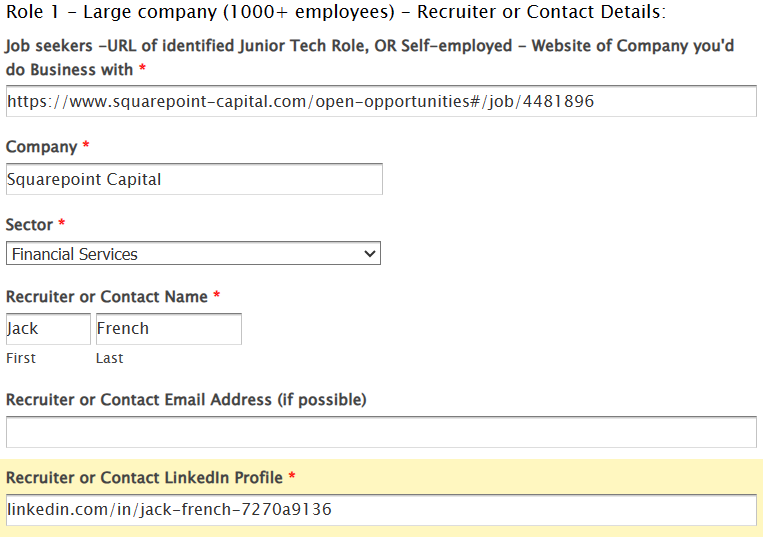 Role 1 – Large company (1000+ employees) – Recruiter or Contact Details:
Job seekers –URL of identified Junior Tech Role, OR Self-employed – Website of Company you'd
do Business with *
https://www.squarepoint-capital.com/open-opportunities#/job/4481896
Company *
Squarepoint Capital
Sector *
Financial Services
Recruiter or Contact Name *
Jack French
First Last
Recruiter or Contact Email Address (if possible)
Recruiter or Contact LinkedIn Profile *
linkedin.com/in/jack-french-7270a9136